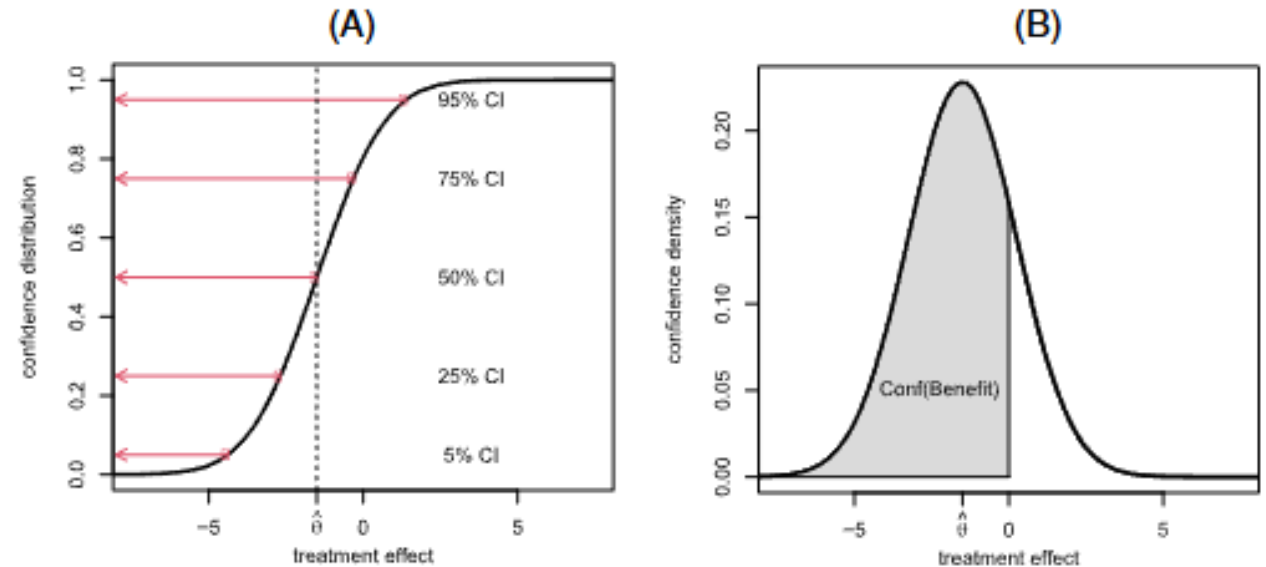 (A)
confidence distribution
1.0
0.8
0.6
0.4
0.2
0.0
95% CI
75% CI
50% CI
25% CI
5% CI
−5
θ̂
0
5
treatment effect
(B)
confidence density
0.20
0.15
0.10
0.05
0.00
Conf(Benefit)
−5
θ̂
0
5
treatment effect